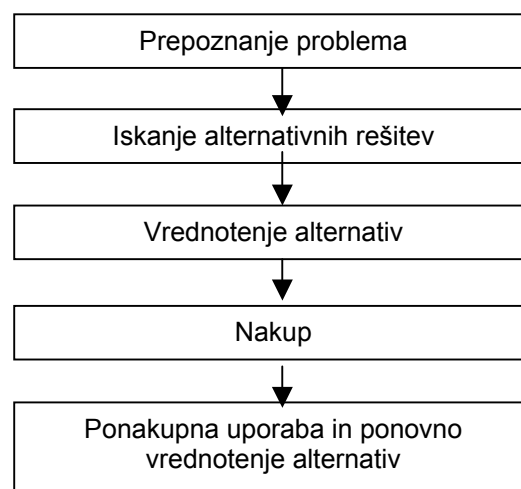 Prepoznanje problema
Iskanje alternativnih rešitev
Vrednotenje alternativ
Nakup
Ponakupna uporaba in ponovno
vrednotenje alternativ